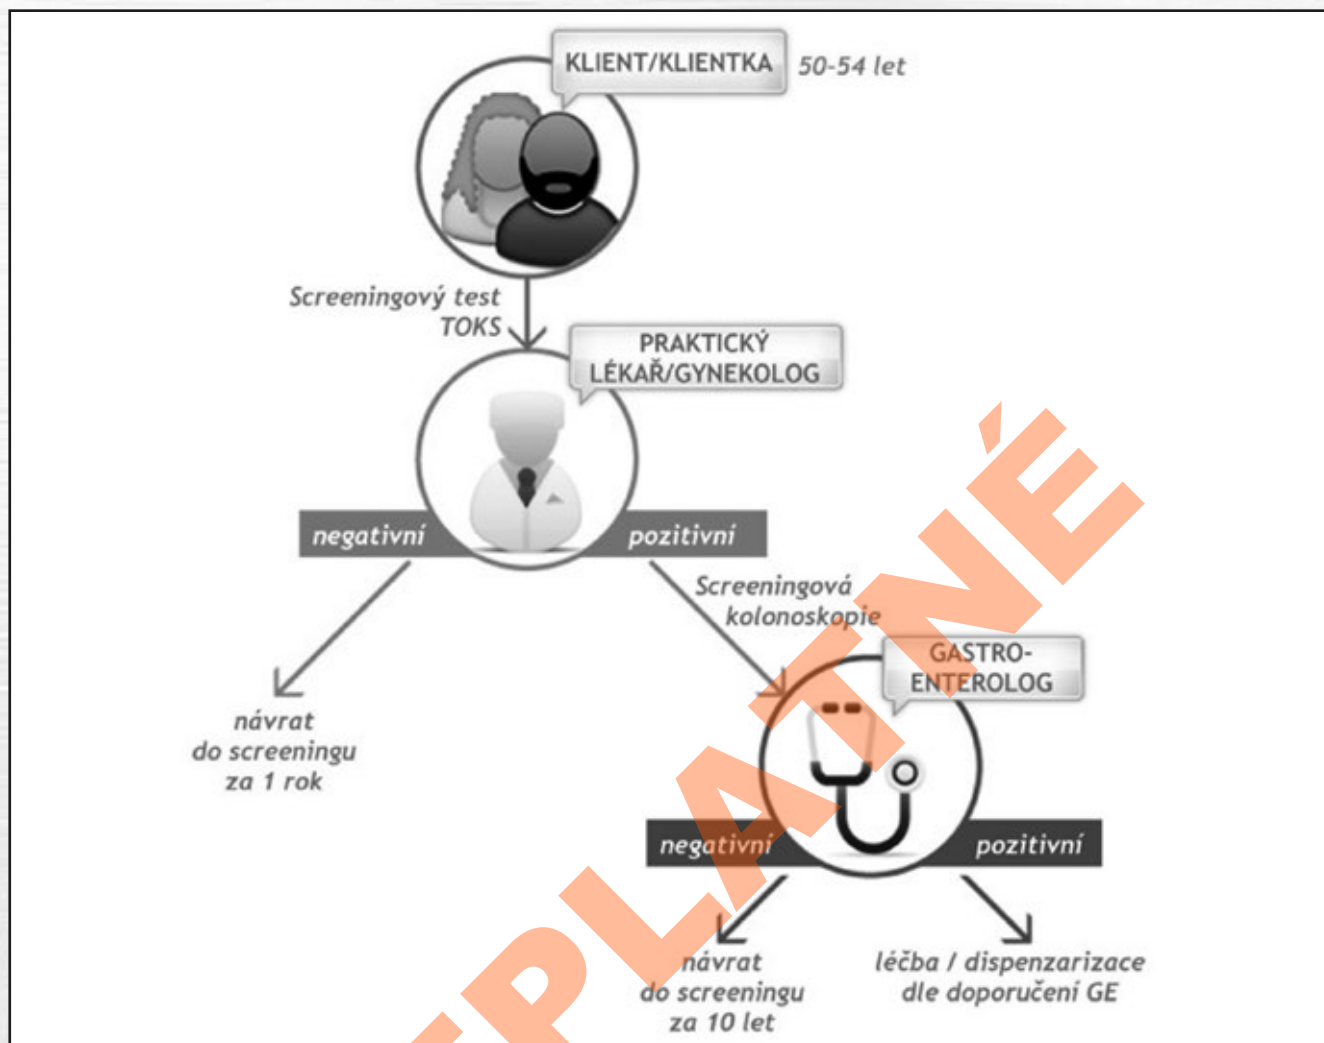 KLIENT/KLIENTKA
50-54 let
Screeningový test
TOKS
PRAKTICKÝ
LÉKAŘ/GYNEKOLOG
negativní
pozitivní
Screeningová
kolonoskopie
GASTRO-
ENTEROLOG
návrat
do screeningu
za 1 rok
negativní
pozitivní
návrat
do screeningu
za 10 let
léčba / dispenzarizace
dle doporučení GE
EPLATNÉ